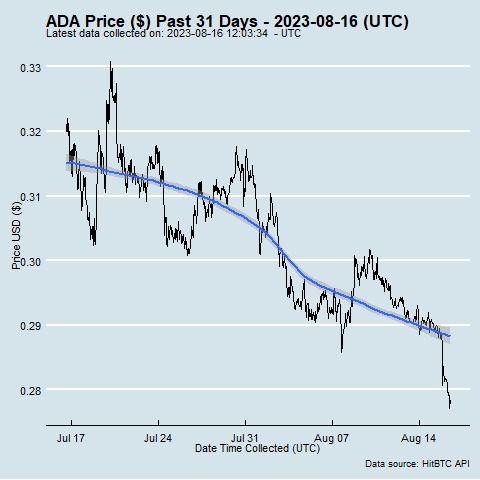 ADA Price ($) Past 31 Days - 2023-08-16 (UTC)
Latest data collected on: 2023-08-16 12:03:34 - UTC
0.33
0.32
0.31
0.30
0.29
0.28
Price USD ($)
Jul 17
Jul 24
Jul 31
Aug 07
Aug 14
Date Time Collected (UTC)
Data source: HitBTC API